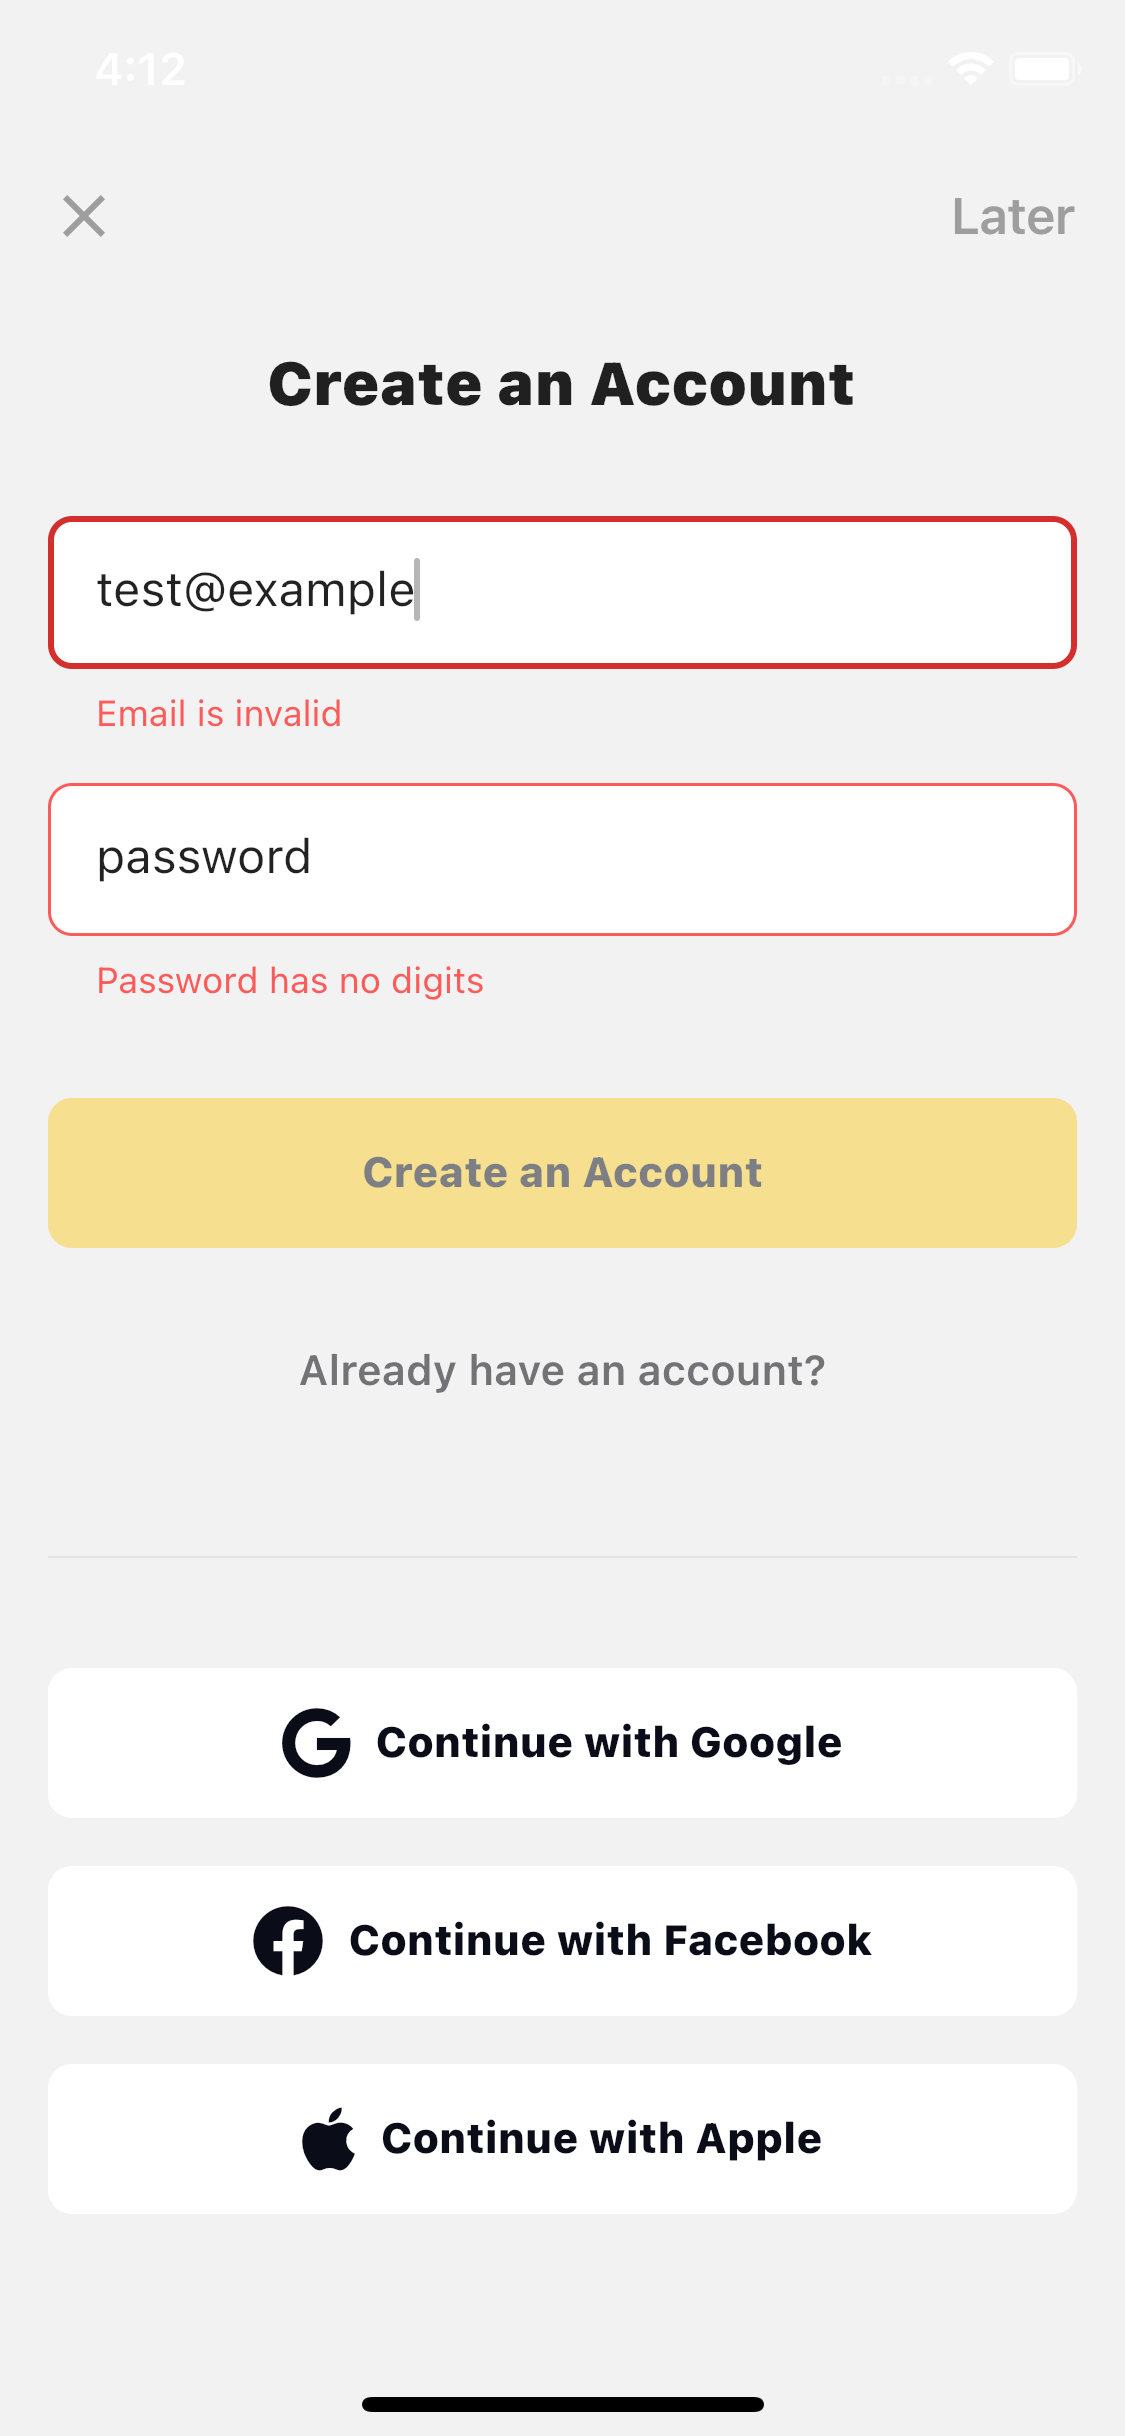 4:12
Later
Create an Account
test@example
Email is invalid
password
Password has no digits
Create an Account
Already have an account?
Continue with Google
Continue with Facebook
Continue with Apple